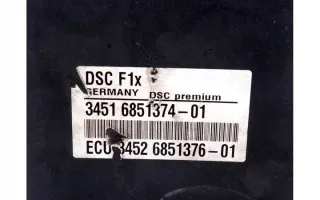 DSC F1x
GERMANY DSC premium
3451 6851374-01
ECU 3452 6851376-01